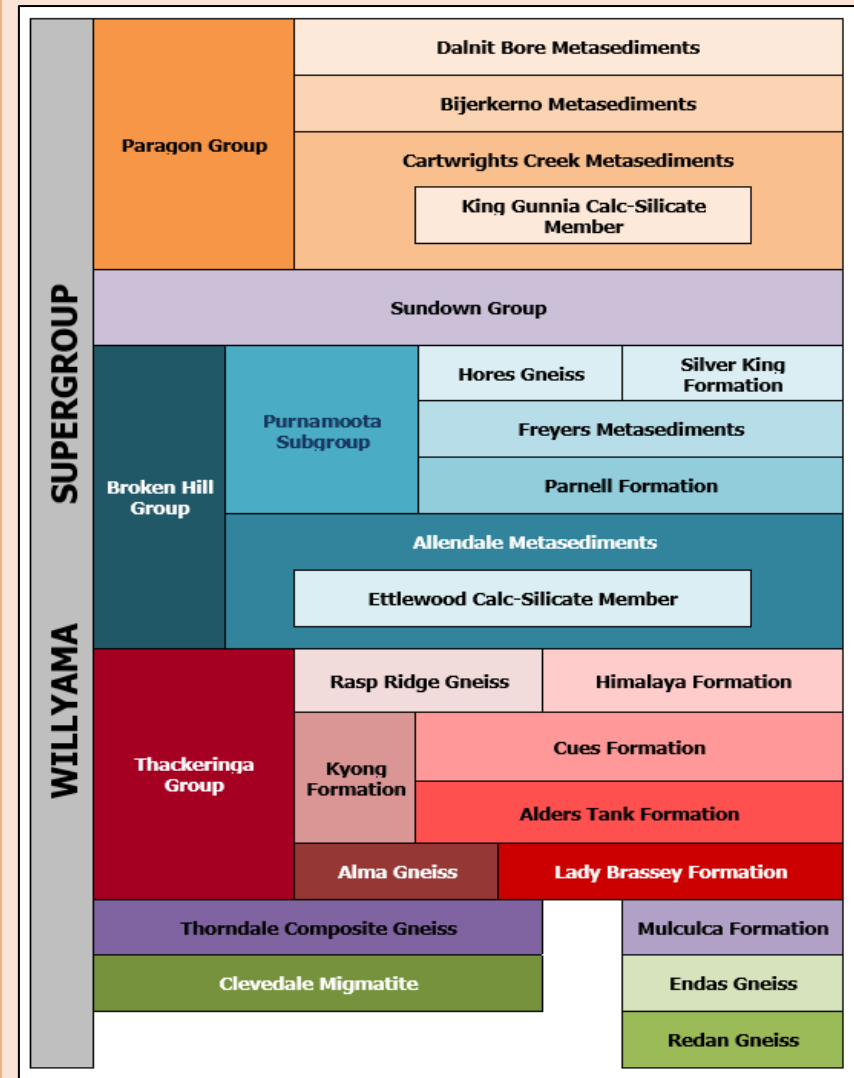 WILLYAMA SUPERGROUP
Paragon Group
Dalnit Bore Metasediments
Bijerkerno Metasediments
Cartwrights Creek Metasediments
King Gunnia Calc-Silicate
Member
Sundown Group
Broken Hill
Group
Purnamoota
Subgroup
Hores Gneiss
Silver King
Formation
Freyers Metasediments
Parnell Formation
Allendale Metasediments
Ettlewood Calc-Silicate Member
Thackeringa
Group
Rasp Ridge Gneiss
Himalaya Formation
Kyong
Formation
Cues Formation
Alders Tank Formation
Alma Gneiss
Lady Brassey Formation
Thorndale Composite Gneiss
Mulculca Formation
Clevedale Migmatite
Endas Gneiss
Redan Gneiss